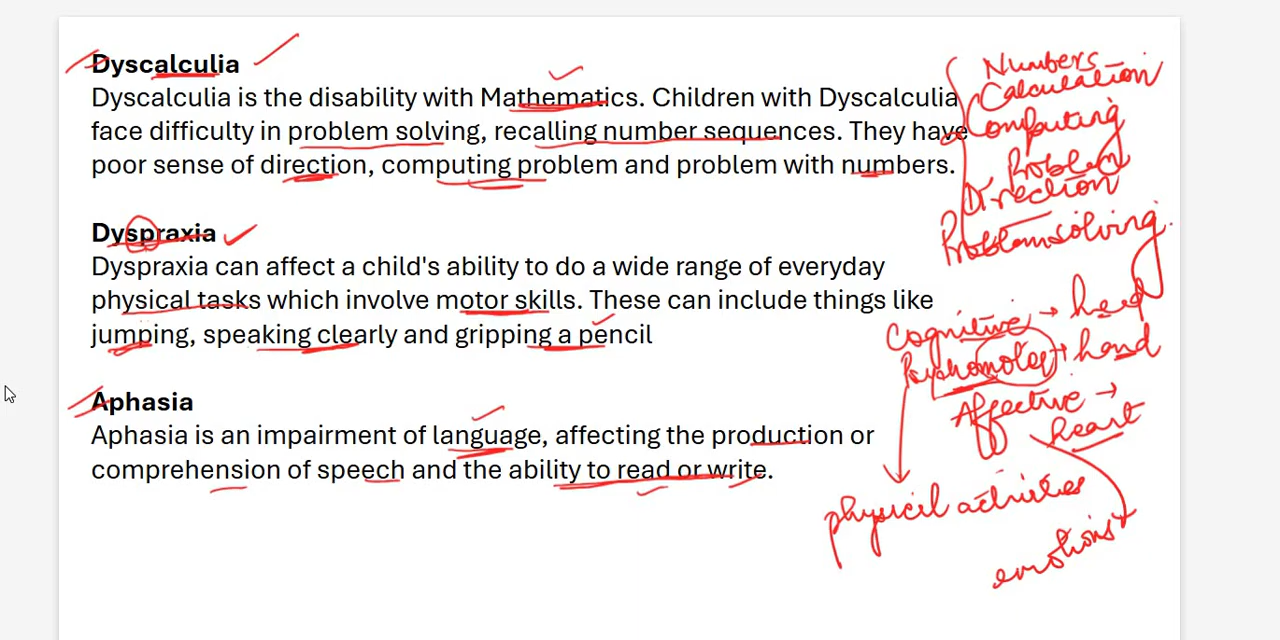 Dyscalculia
Dyscalculia is the disability with Mathematics. Children with Dyscalculia
face difficulty in problem solving, recalling number sequences. They have
poor sense of direction, computing problem and problem with numbers.
Dyspraxia
Dyspraxia can affect a child's ability to do a wide range of everyday
physical tasks which involve motor skills. These can include things like
jumping, speaking clearly and gripping a pencil
Aphasia
Aphasia is an impairment of language, affecting the production or
comprehension of speech and the ability to read or write.
Numbers
Calculation
Computing
Problem
Direction
Problem solving
Cognitive → head
hand
Affective →
heart
physical activities
emotions